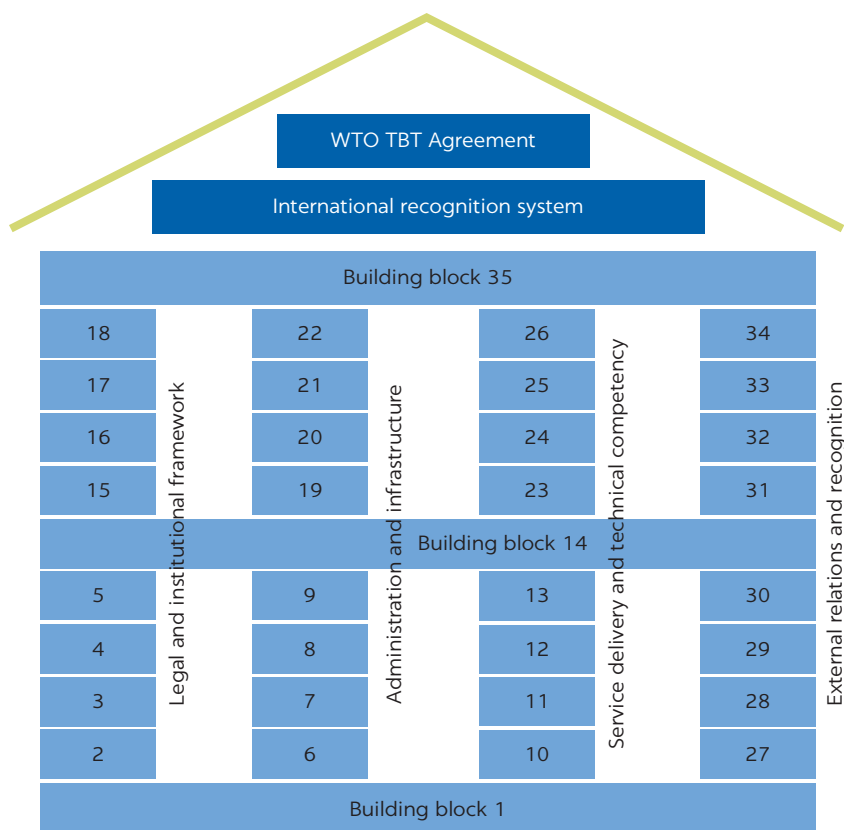 WTO TBT Agreement
International recognition system
Building block 35
18 22 26 34
17 21 25 33
16 20 24 32
15 19 23 31
Building block 14
5 9 13 30
4 8 12 29
3 7 11 28
2 6 10 27
Building block 1
Legal and institutional framework
Administration and infrastructure
Service delivery and technical competency
External relations and recognition